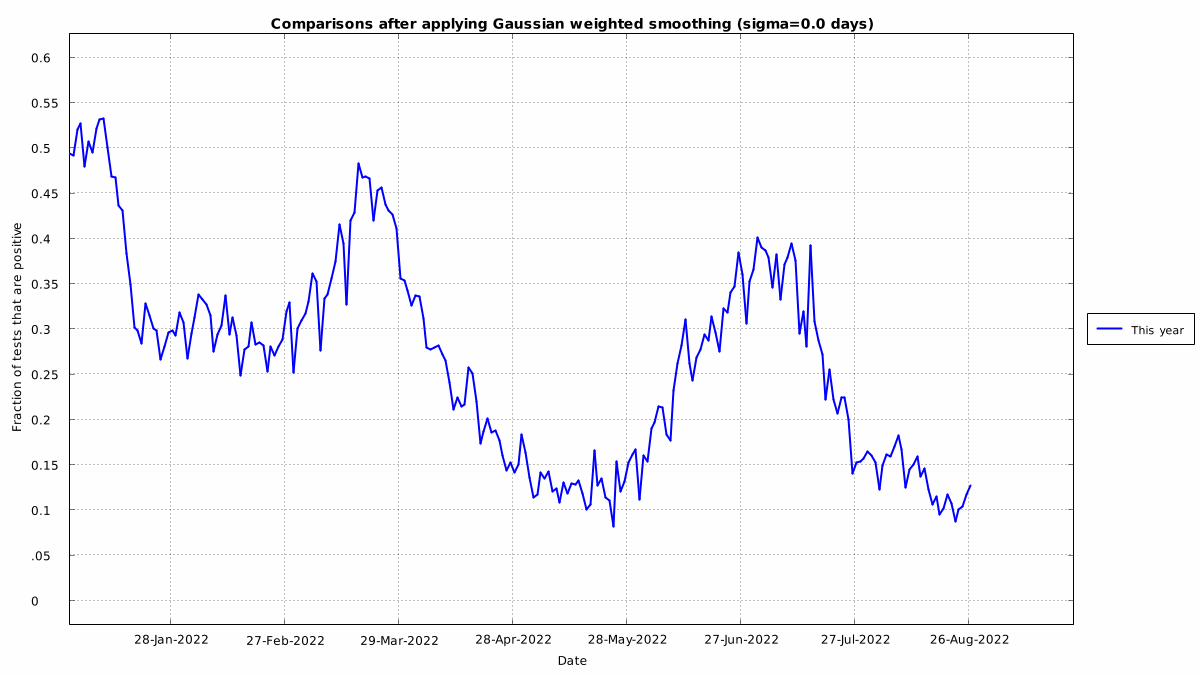 Comparisons after applying Gaussian weighted smoothing (sigma=0.0 days)
0.6
0.55
0.5
0.45
0.4
0.35
0.3
0.25
0.2
0.15
0.1
.05
0
Fraction of tests that are positive
28-Jan-2022 27-Feb-2022 29-Mar-2022 28-Apr-2022 28-May-2022 27-Jun-2022 27-Jul-2022 26-Aug-2022
Date
This year